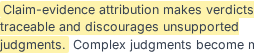 Claim-evidence attribution makes verdicts
traceable and discourages unsupported
judgments. Complex judgments become